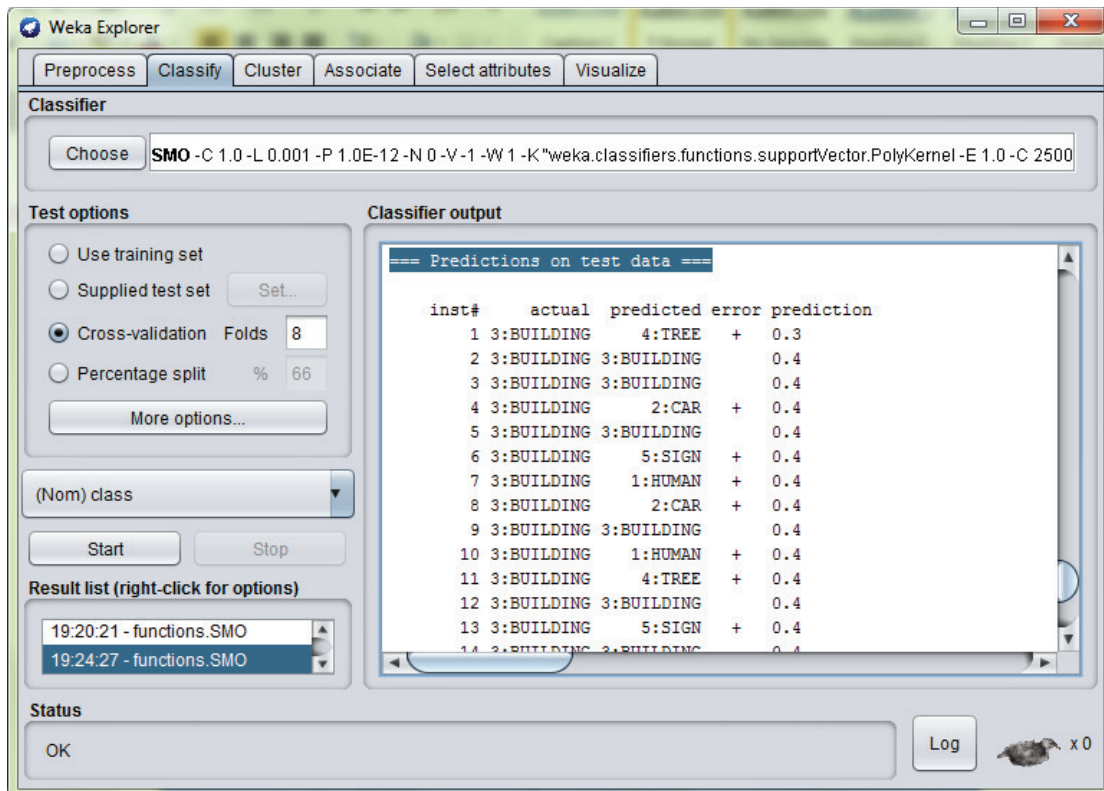 Weka Explorer
Preprocess Classify Cluster Associate Select attributes Visualize
Classifier
Choose SMO -C 1.0 -L 0.001 -P 1.0E-12 -N 0 -V -1 -W 1 -K "weka.classifiers.functions.supportVector.PolyKernel -E 1.0 -C 2500
Test options
Use training set
Supplied test set Set...
Cross-validation Folds 8
Percentage split % 66
More options...
(Nom) class
Start Stop
Result list (right-click for options)
19:20:21 - functions.SMO
19:24:27 - functions.SMO
Classifier output
=== Predictions on test data ===
inst# actual predicted error prediction
1 3:BUILDING 4:TREE + 0.3
2 3:BUILDING 3:BUILDING 0.4
3 3:BUILDING 3:BUILDING 0.4
4 3:BUILDING 2:CAR + 0.4
5 3:BUILDING 3:BUILDING 0.4
6 3:BUILDING 5:SIGN + 0.4
7 3:BUILDING 1:HUMAN + 0.4
8 3:BUILDING 2:CAR + 0.4
9 3:BUILDING 3:BUILDING 0.4
10 3:BUILDING 1:HUMAN + 0.4
11 3:BUILDING 4:TREE + 0.4
12 3:BUILDING 3:BUILDING 0.4
13 3:BUILDING 5:SIGN + 0.4
14 3:BUILDING 3:BUILDING 0.4
Status
OK
Log
x 0